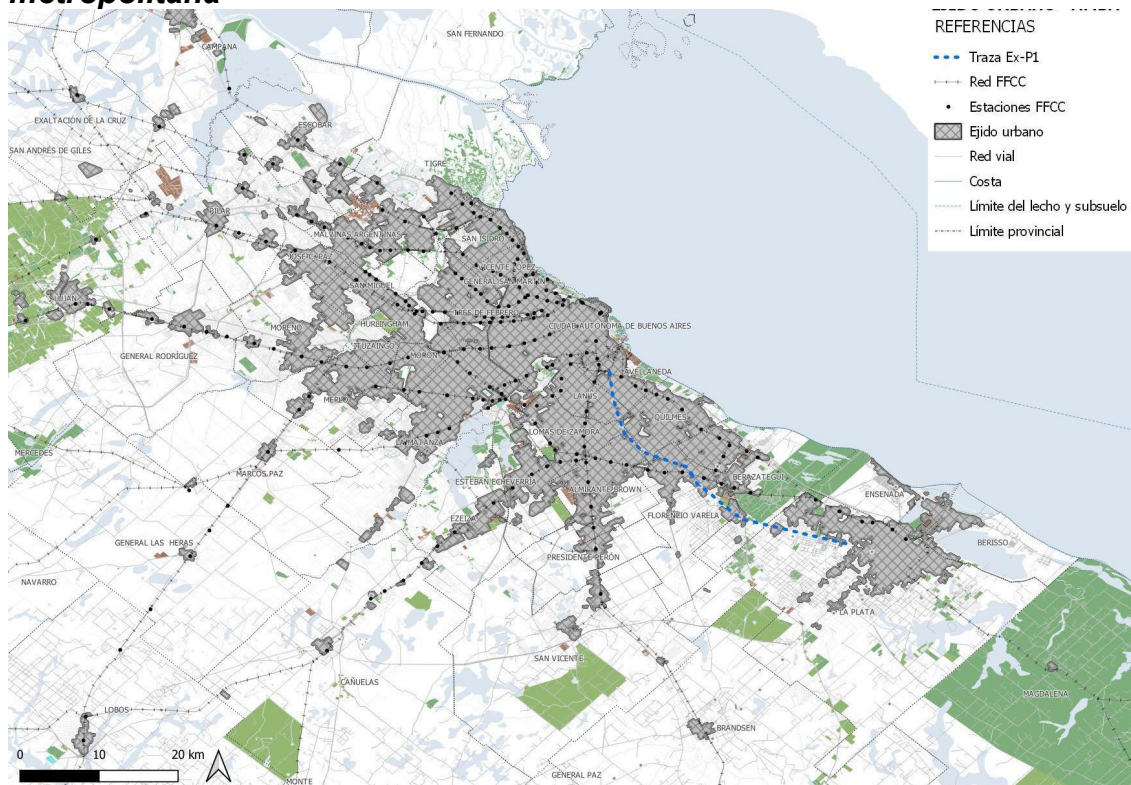 metropolitana
EJIDO URBANO - AMBA
REFERENCIAS
Traza Ex-P1
Red FFCC
Estaciones FFCC
Ejido urbano
Red vial
Costa
Límite del lecho y subsuelo
Límite provincial
SAN FERNANDO
CAMPANA
EXALTACIÓN DE LA CRUZ
ESCOBAR
SAN ANDRÉS DE GILES
TIGRE
PILAR
MALVINAS ARGENTINAS
SAN ISIDRO
JOSÉ C. PAZ
VICENTE LÓPEZ
SAN MIGUEL
GENERAL SAN MARTÍN
LUJÁN
TRES DE FEBRERO
HURLINGHAM
CIUDAD AUTÓNOMA DE BUENOS AIRES
MORENO
ITUZAINGÓ
MORÓN
GENERAL RODRÍGUEZ
AVELLANEDA
MERLO
LANÚS
QUILMES
LOMAS DE ZAMORA
LA MATANZA
MERCEDES
MARCOS PAZ
ESTEBAN ECHEVERRÍA
BERAZATEGUI
ALMIRANTE BROWN
ENSENADA
EZEIZA
FLORENCIO VARELA
GENERAL LAS HERAS
BERISSO
PRESIDENTE PERÓN
NAVARRO
LA PLATA
SAN VICENTE
CAÑUELAS
MAGDALENA
LOBOS
BRANDSEN
0 10 20 km
GENERAL PAZ
MONTE